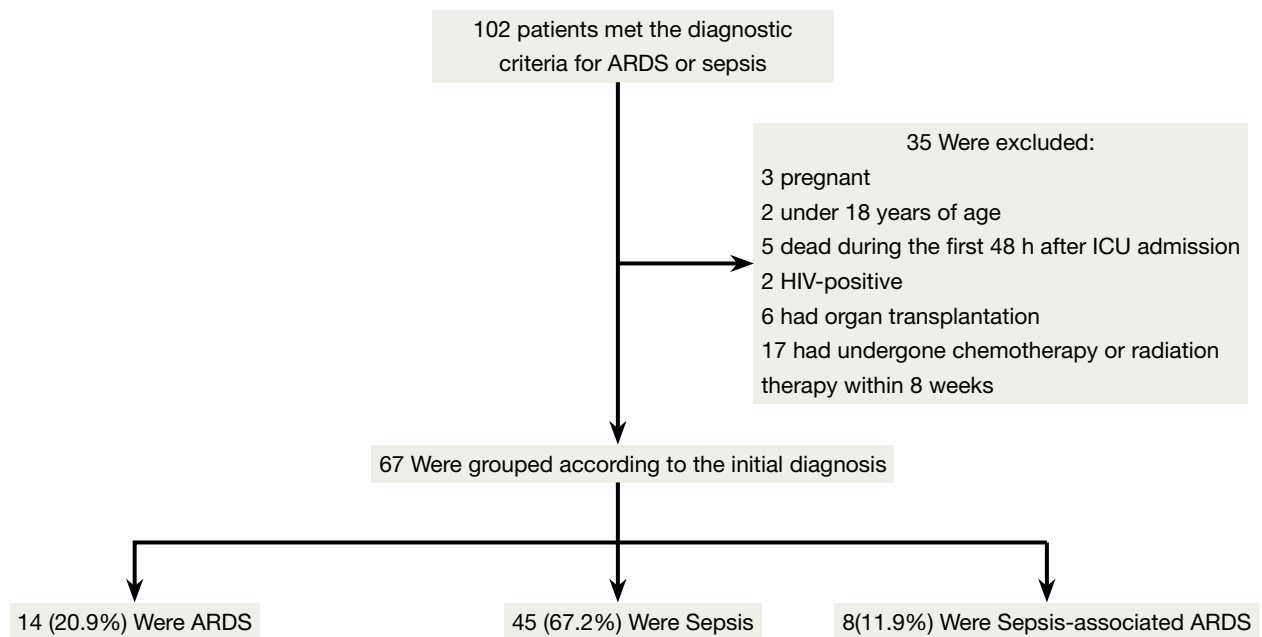 102 patients met the diagnostic
criteria for ARDS or sepsis
35 Were excluded:
3 pregnant
2 under 18 years of age
5 dead during the first 48 h after ICU admission
2 HIV-positive
6 had organ transplantation
17 had undergone chemotherapy or radiation
therapy within 8 weeks
67 Were grouped according to the initial diagnosis
14 (20.9%) Were ARDS
45 (67.2%) Were Sepsis
8(11.9%) Were Sepsis-associated ARDS